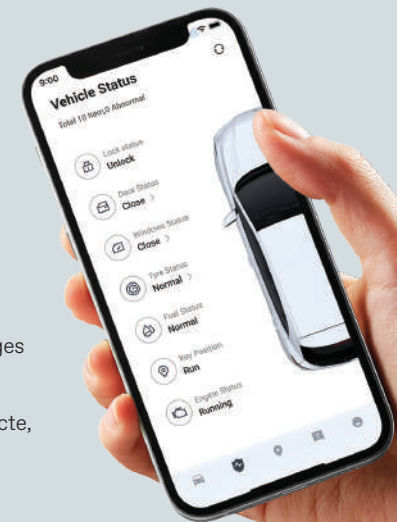 9:00
Vehicle Status
Total 10 Item,0 Abnormal
Lock status
Unlock
Door Status
Close >
Windows Status
Close >
Tyre Status
Normal >
Fuel Status
Normal
Key Position
Run
Engine Status
Running
ges
cte,